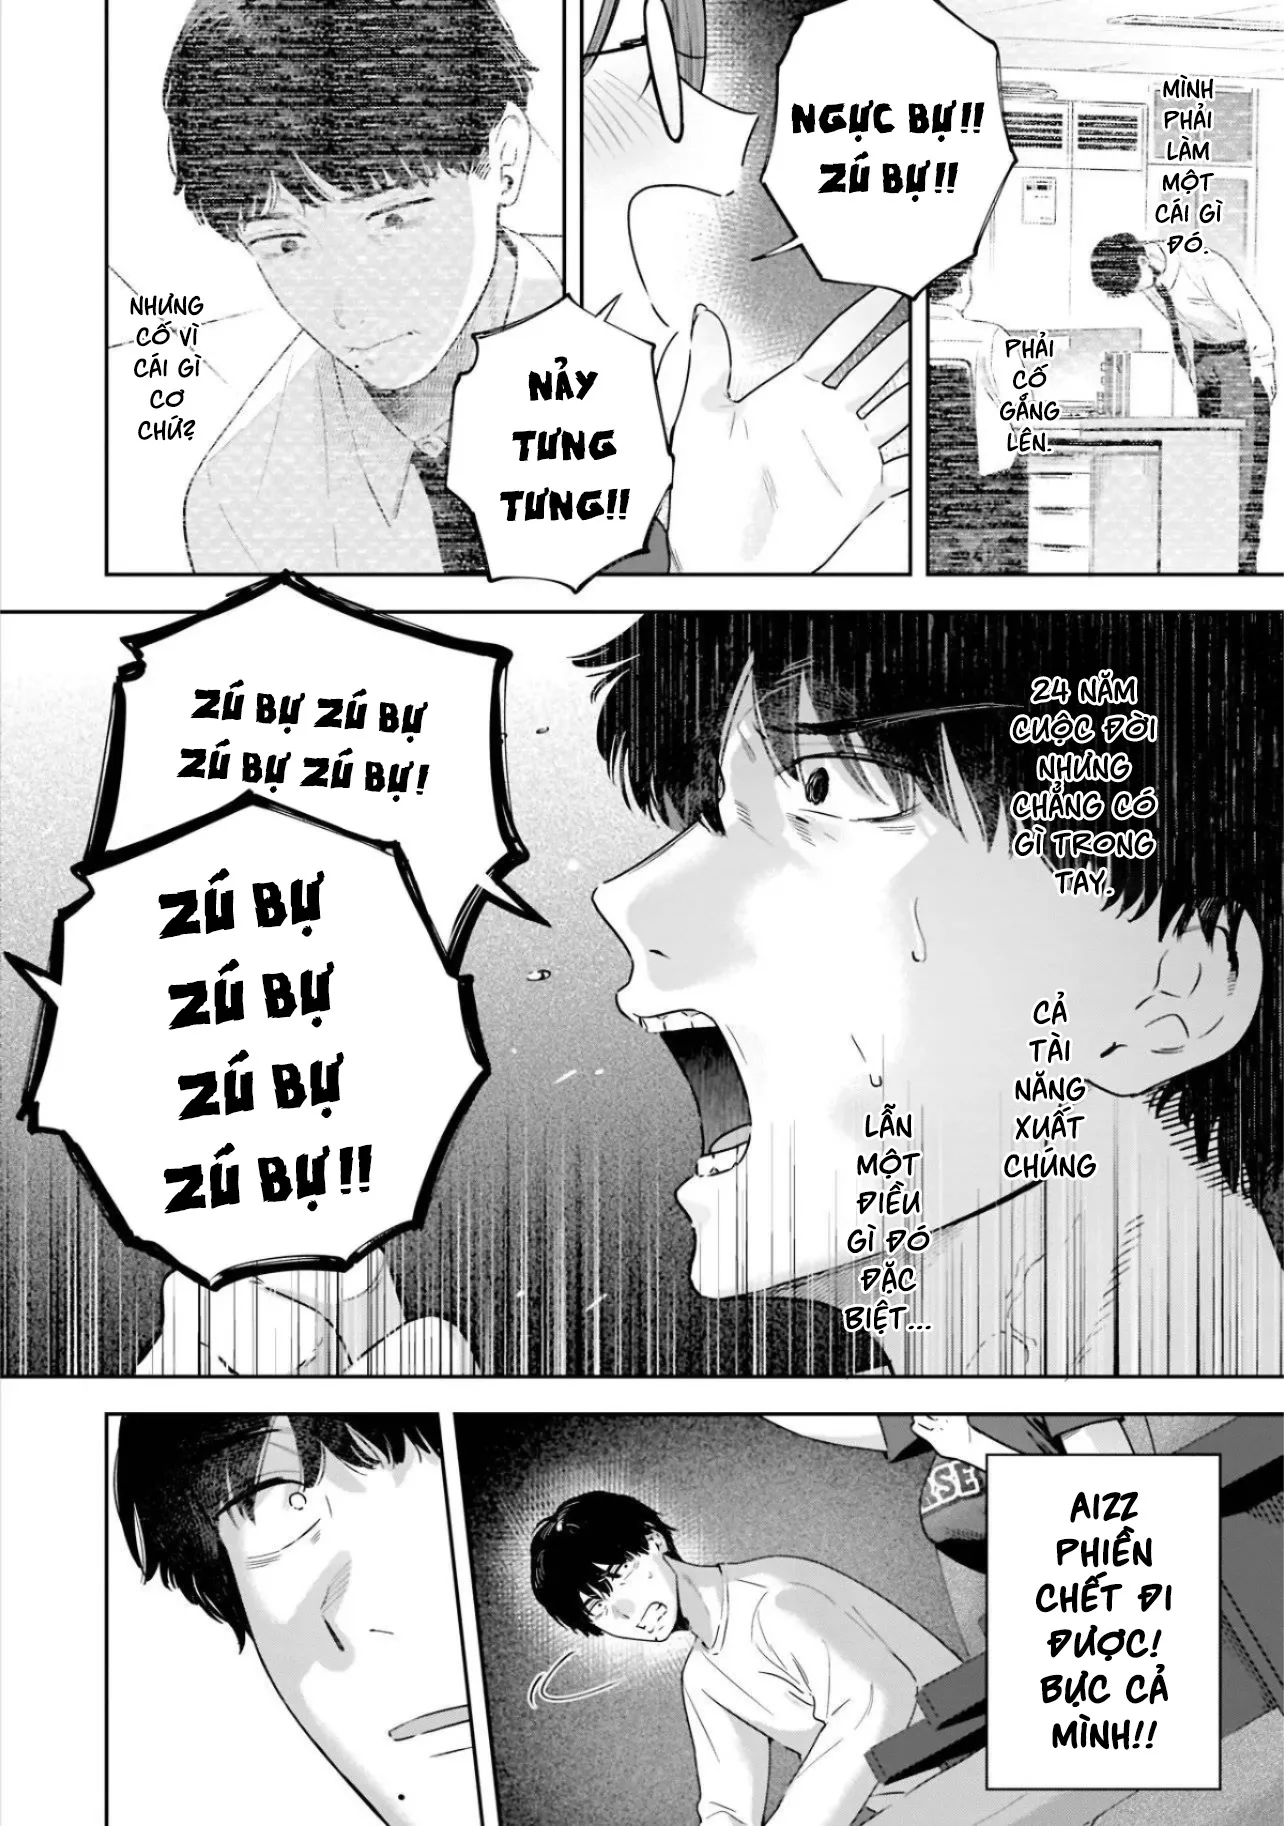 MÌNH
PHẢI
LÀM
MỘT
CÁI GÌ
ĐÓ.
PHẢI
CỐ
GẮNG
LÊN.
NGỰC BỰ!!
ZÚ BỰ!!
NẢY
TƯNG
TƯNG!!
NHƯNG
CỐ VÌ
CÁI GÌ
CƠ
CHỨ?
24 NĂM
CUỘC ĐỜI
NHƯNG
CHẲNG CÓ
GÌ TRONG
TAY.
CẢ
TÀI
NĂNG
XUẤT
CHÚNG
LẪN
MỘT
ĐIỀU
GÌ ĐÓ
ĐẶC
BIỆT...
ZÚ BỰ ZÚ BỰ
ZÚ BỰ ZÚ BỰ!
ZÚ BỰ
ZÚ BỰ
ZÚ BỰ
ZÚ BỰ!!
AIZZ
PHIỀN
CHẾT ĐI
ĐƯỢC!
BỰC CẢ
MÌNH!!
RSE